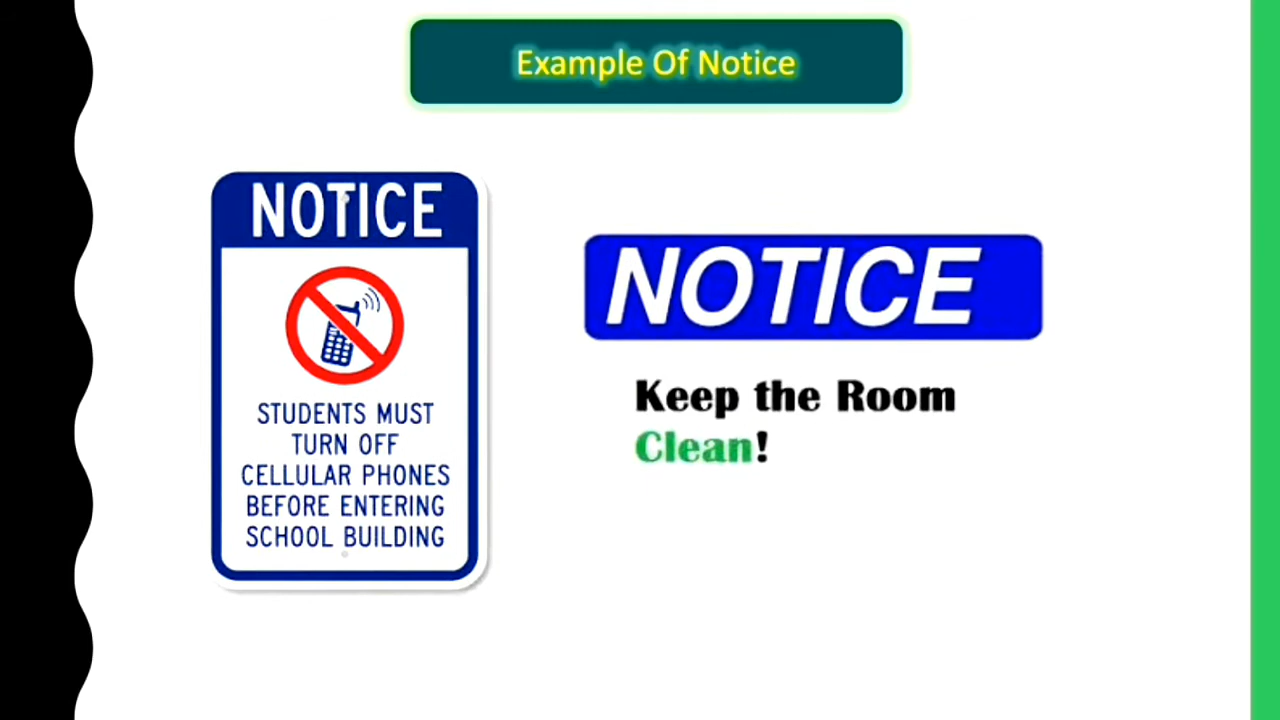 Example Of Notice
NOTICE
STUDENTS MUST
TURN OFF
CELLULAR PHONES
BEFORE ENTERING
SCHOOL BUILDING
NOTICE
Keep the Room
Clean!